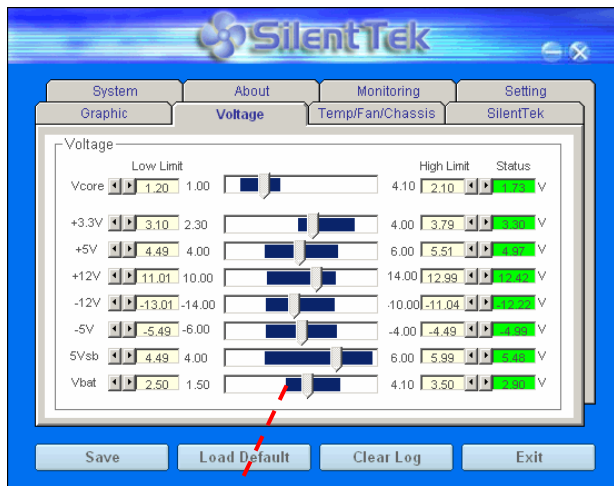 SilentTek
System About Monitoring Setting
Graphic Voltage Temp/Fan/Chassis SilentTek
Voltage
Low Limit High Limit Status
Vcore 1.20 1.00 4.10 2.10 1.73 V
+3.3V 3.10 2.30 4.00 3.79 3.30 V
+5V 4.49 4.00 6.00 5.51 4.97 V
+12V 11.01 10.00 14.00 12.99 12.42 V
-12V -13.01 -14.00 -10.00 -11.04 -12.22 V
-5V -5.49 -6.00 -4.00 -4.49 -4.99 V
5Vsb 4.49 4.00 6.00 5.99 5.48 V
Vbat 2.50 1.50 4.10 3.50 2.90 V
Save Load Default Clear Log Exit